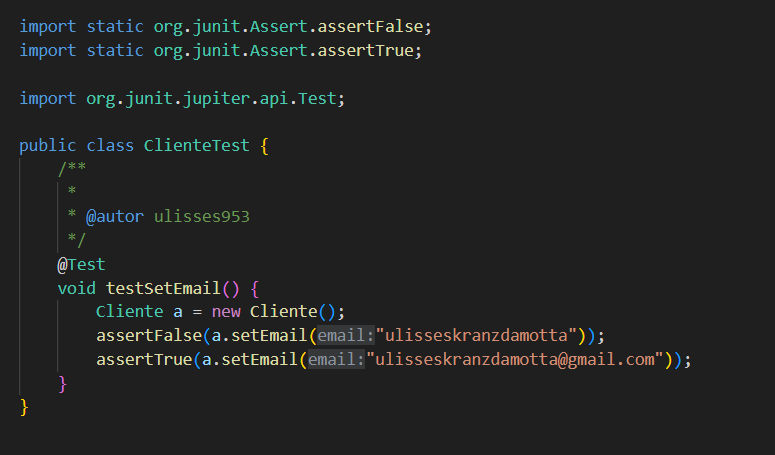 import static org.junit.Assert.assertFalse;
import static org.junit.Assert.assertTrue;
import org.junit.jupiter.api.Test;
public class ClienteTest {
/**
*
* @autor ulisses953
*/
@Test
void testSetEmail() {
Cliente a = new Cliente();
assertFalse(a.setEmail(email:"ulisseskranzdamotta"));
assertTrue(a.setEmail(email:"ulisseskranzdamotta@gmail.com"));
}
}